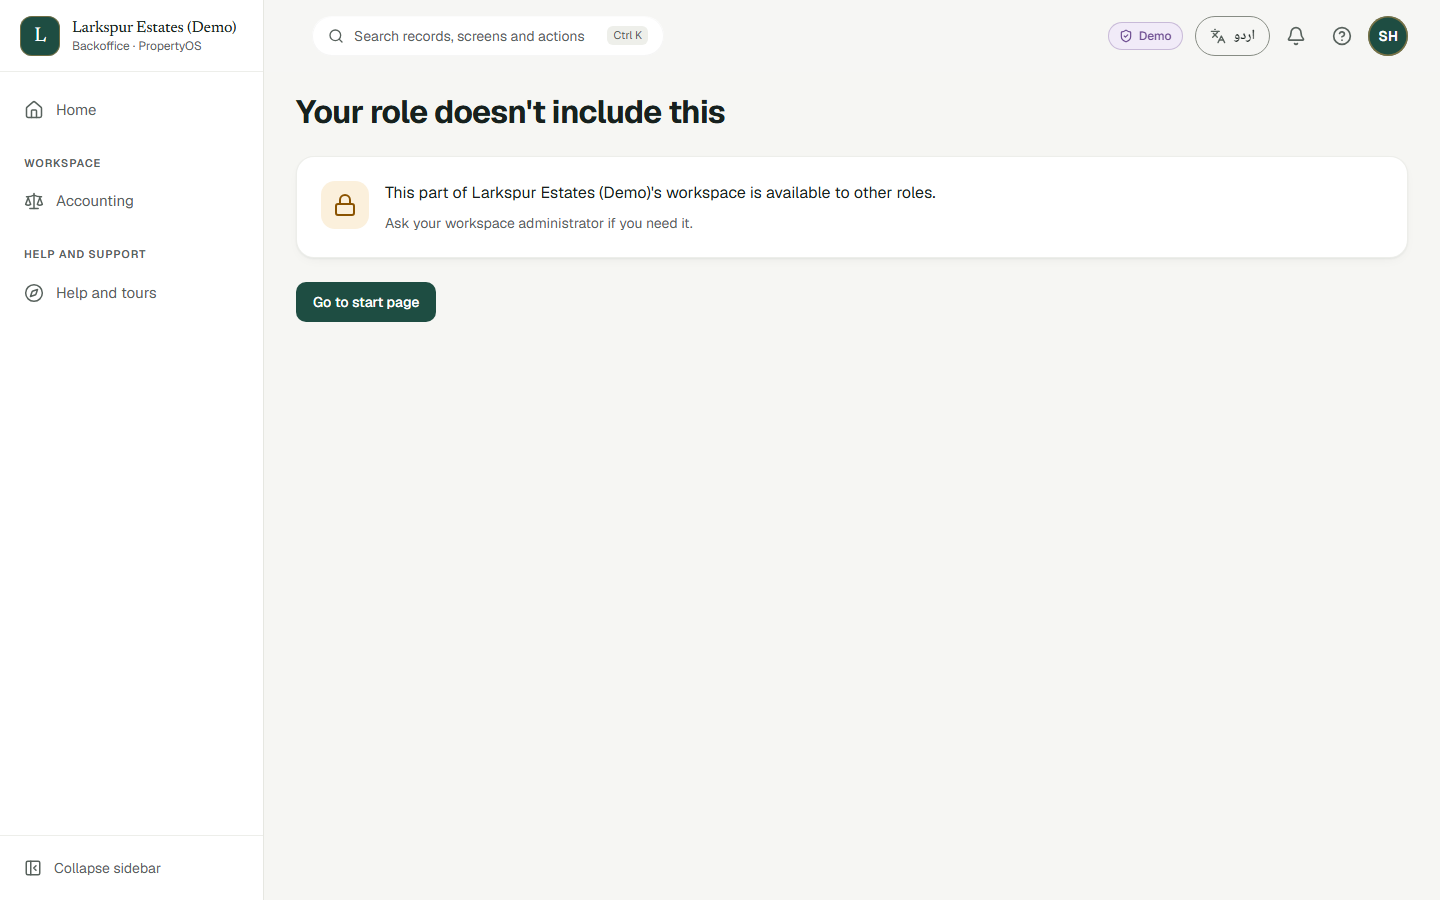 L
Larkspur Estates (Demo)
Backoffice · PropertyOS
Search records, screens and actions
Ctrl K
Demo
اردو
SH
Home
WORKSPACE
Accounting
HELP AND SUPPORT
Help and tours
Your role doesn't include this
This part of Larkspur Estates (Demo)'s workspace is available to other roles.
Ask your workspace administrator if you need it.
Go to start page
Collapse sidebar